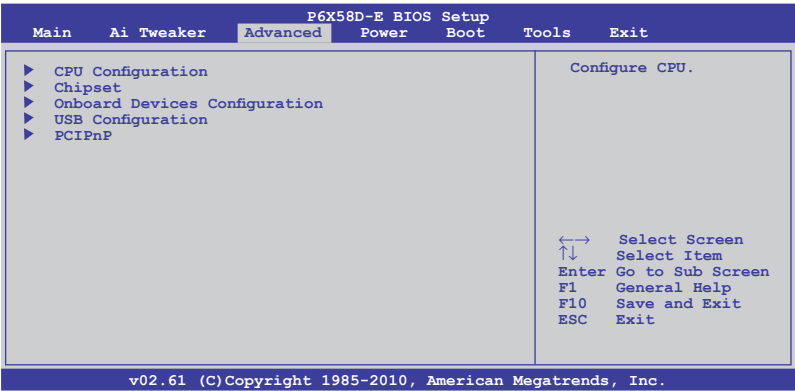 P6X58D-E BIOS Setup
Main Ai Tweaker Advanced Power Boot Tools Exit
CPU Configuration
Chipset
Onboard Devices Configuration
USB Configuration
PCIPnP
Configure CPU.
←→ Select Screen
↑↓ Select Item
Enter Go to Sub Screen
F1 General Help
F10 Save and Exit
ESC Exit
v02.61 (C)Copyright 1985-2010, American Megatrends, Inc.